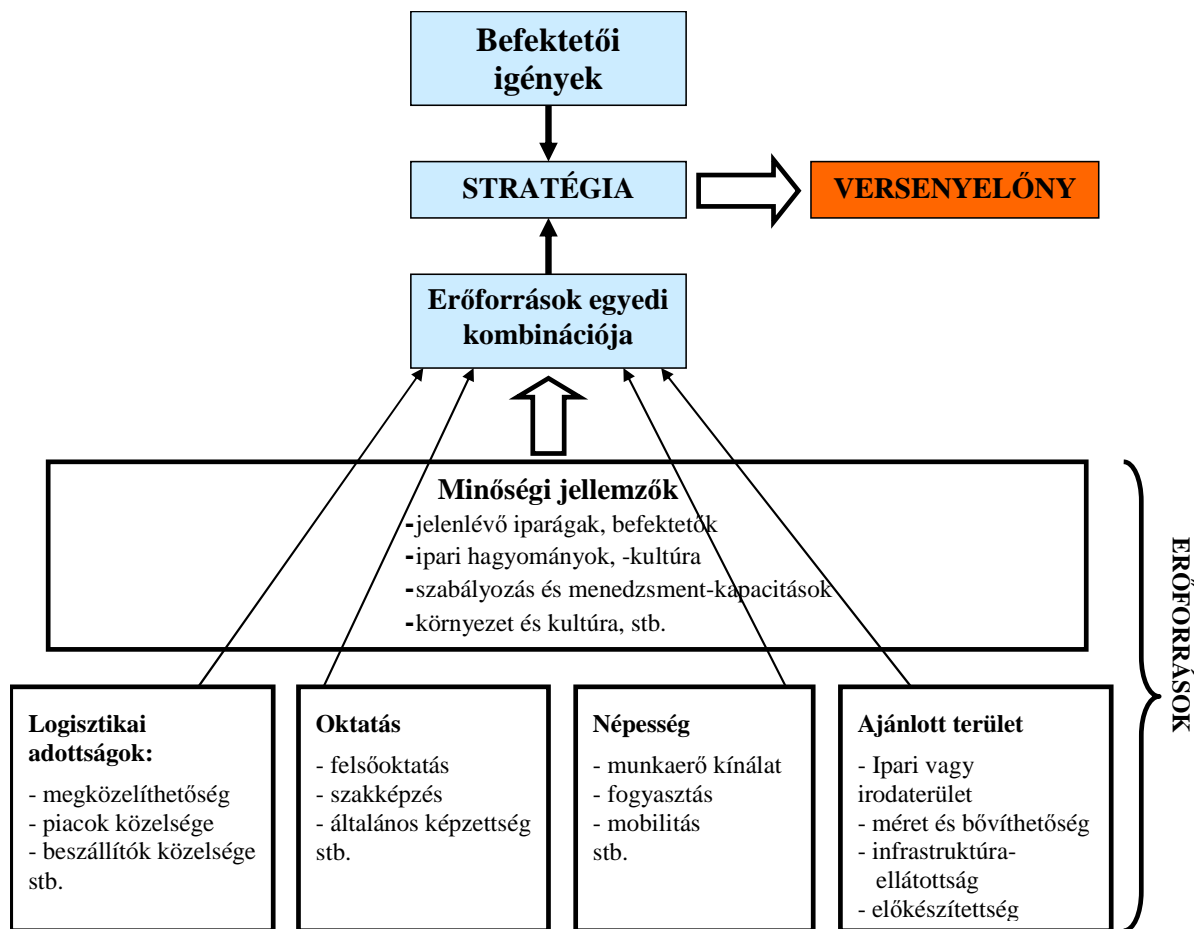 Befektetői
igények
STRATÉGIA
VERSENYELŐNY
Erőforrások egyedi
kombinációja
Minőségi jellemzők
-jelenlévő iparágak, befektetők
-ipari hagyományok, -kultúra
-szabályozás és menedzsment-kapacitások
-környezet és kultúra, stb.
ERŐFORRÁSOK
Logisztikai
adottságok:
- megközelíthetőség
- piacok közelsége
- beszállítók közelsége
stb.
Oktatás
- felsőoktatás
- szakképzés
- általános képzettség
stb.
Népesség
- munkaerő kínálat
- fogyasztás
- mobilitás
stb.
Ajánlott terület
- Ipari vagy
irodaterület
- méret és bővíthetőség
- infrastruktúra-
ellátottság
- előkészítettség